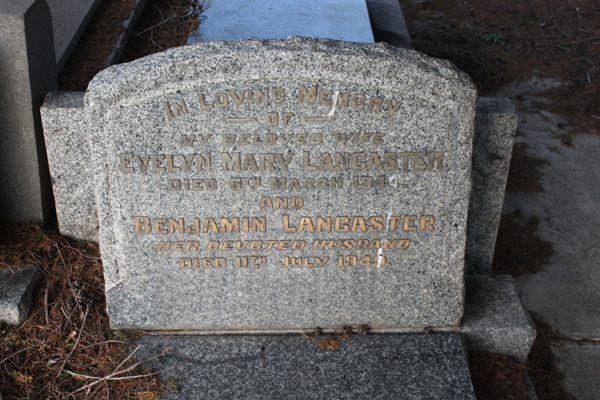 IN LOVING MEMORY
OF
MY BELOVED WIFE
EVELYN MARY LANCASTER
DIED 6TH MARCH
AND
BENJAMIN LANCASTER
HER DEVOTED HUSBAND
DIED 11TH JULY